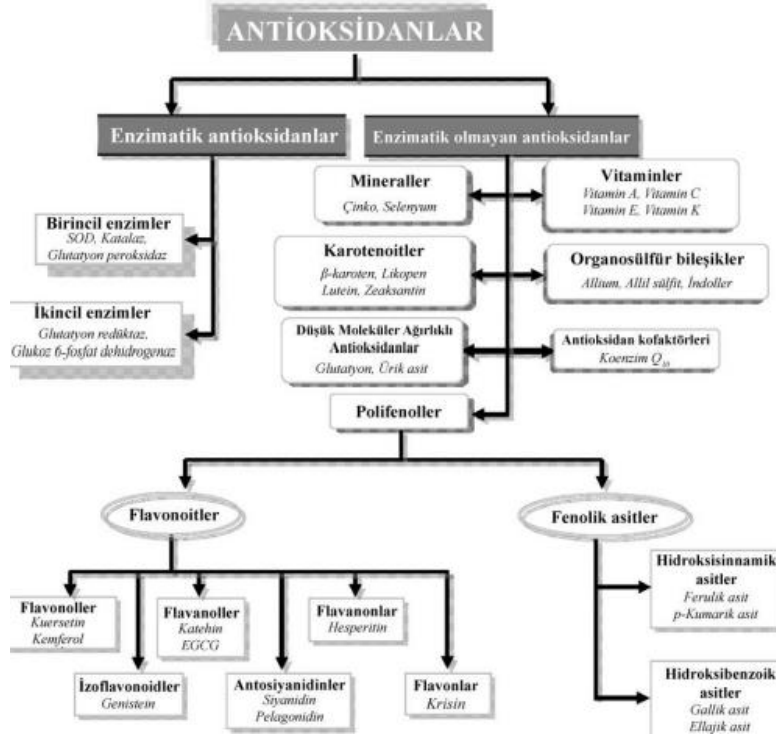 ANTİOKSİDANLAR
Enzimatik antioksidanlar
Enzimatik olmayan antioksidanlar
Birincil enzimler
SOD, Katalaz,
Glutatyon peroksidaz
İkincil enzimler
Glutatyon redüktaz,
Glukoz 6-fosfat dehidrogenaz
Mineraller
Çinko, Selenyum
Vitaminler
Vitamin A, Vitamin C
Vitamin E, Vitamin K
Karotenoitler
β-karoten, Likopen
Lutein, Zeaksantin
Organosülfür bileşikler
Allium, Allil sülfit, İndoller
Düşük Moleküler Ağırlıklı
Antioksidanlar
Glutatyon, Ürik asit
Antioksidan kofaktörleri
Koenzim Q10
Polifenoller
Flavonoitler
Fenolik asitler
Flavonoller
Kuersetin
Kemferol
Flavanoller
Katehin
EGCG
Flavanonlar
Hesperitin
İzoflavonoidler
Genistein
Antosiyanidinler
Siyanidin
Pelagonidin
Flavonlar
Krisin
Hidroksisinnamik
asitler
Ferulik asit
p-Kumarik asit
Hidroksibenzoik
asitler
Gallik asit
Ellajik asit